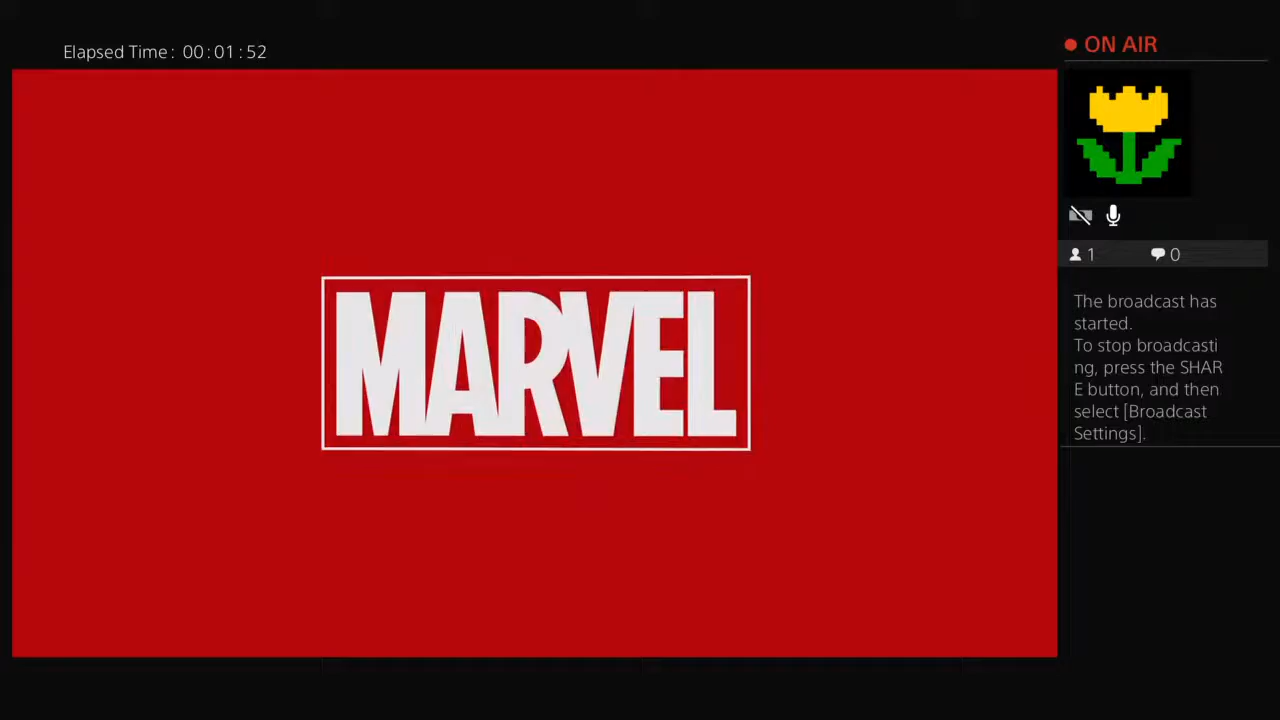 Elapsed Time: 00:01:52
ON AIR
MARVEL
1 0
The broadcast has
started.
To stop broadcasti
ng, press the SHAR
E button, and then
select [Broadcast
Settings].